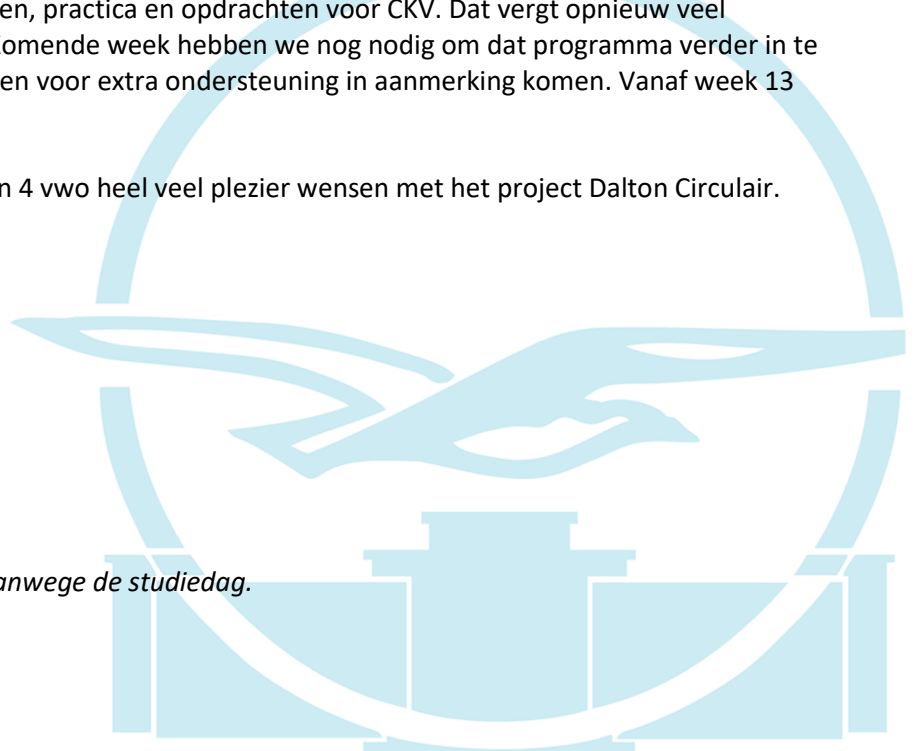 en, practica en opdrachten voor CKV. Dat vergt opnieuw veel
Komende week hebben we nog nodig om dat programma verder in te
en voor extra ondersteuning in aanmerking komen. Vanaf week 13
n 4 vwo heel veel plezier wensen met het project Dalton Circulair.
anwege de studiedag.